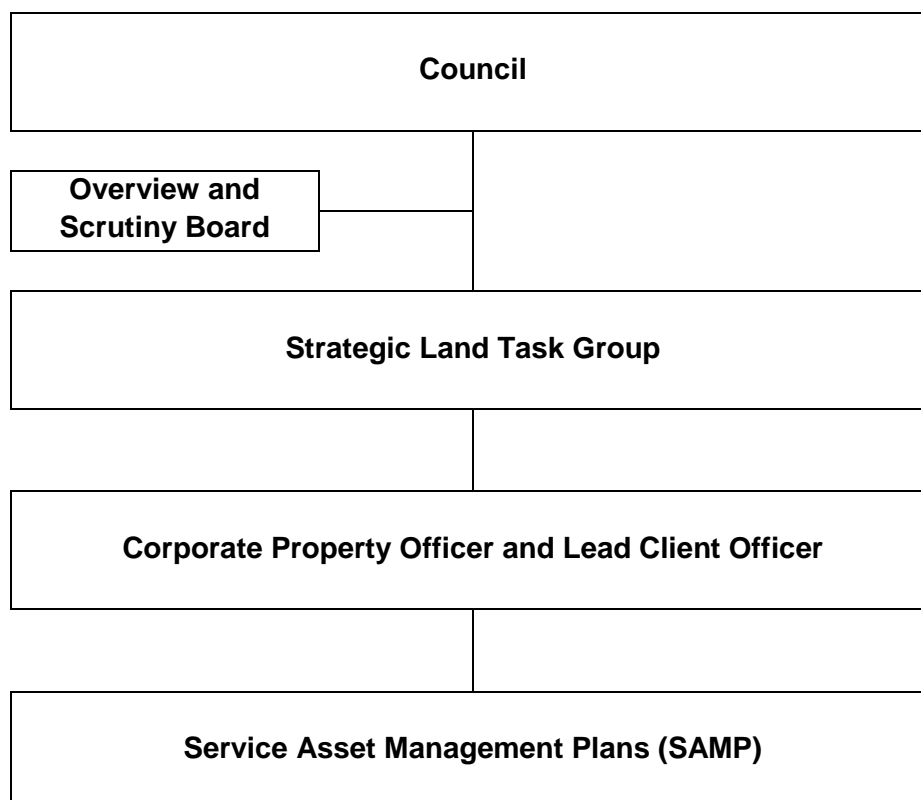 Council
Overview and
Scrutiny Board
Strategic Land Task Group
Corporate Property Officer and Lead Client Officer
Service Asset Management Plans (SAMP)